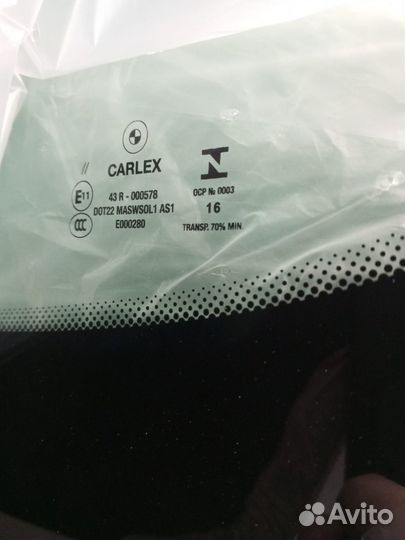 //
CARLEX
E11
43 R - 000578
DOT22 MASWSOL1 AS1
CCC
E000280
N
OCP № 0003
16
TRANSP. 70% MIN.
Avito